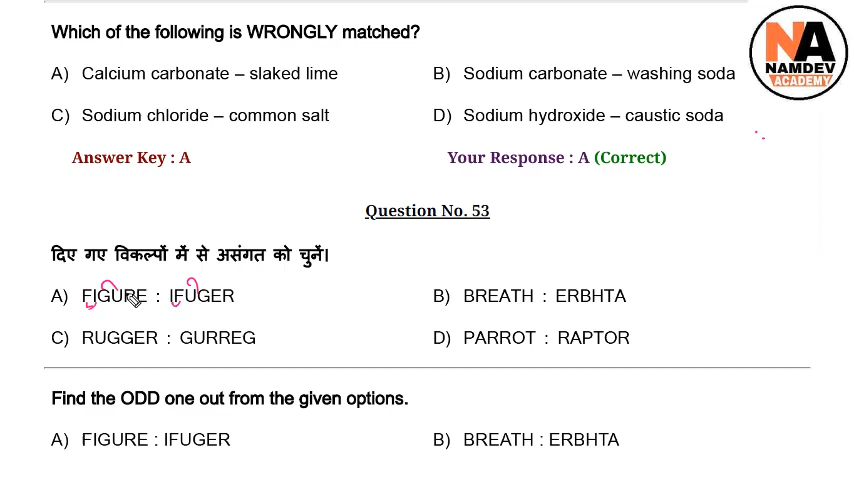 Which of the following is WRONGLY matched?
NA
NAMDEV
ACADEMY
A) Calcium carbonate – slaked lime B) Sodium carbonate – washing soda
C) Sodium chloride – common salt D) Sodium hydroxide – caustic soda
Answer Key : A Your Response : A (Correct)
Question No. 53
दिए गए विकल्पों में से असंगत को चुनें।
A) FIGURE : IFUGER B) BREATH : ERBHTA
C) RUGGER : GURREG D) PARROT : RAPTOR
Find the ODD one out from the given options.
A) FIGURE : IFUGER B) BREATH : ERBHTA